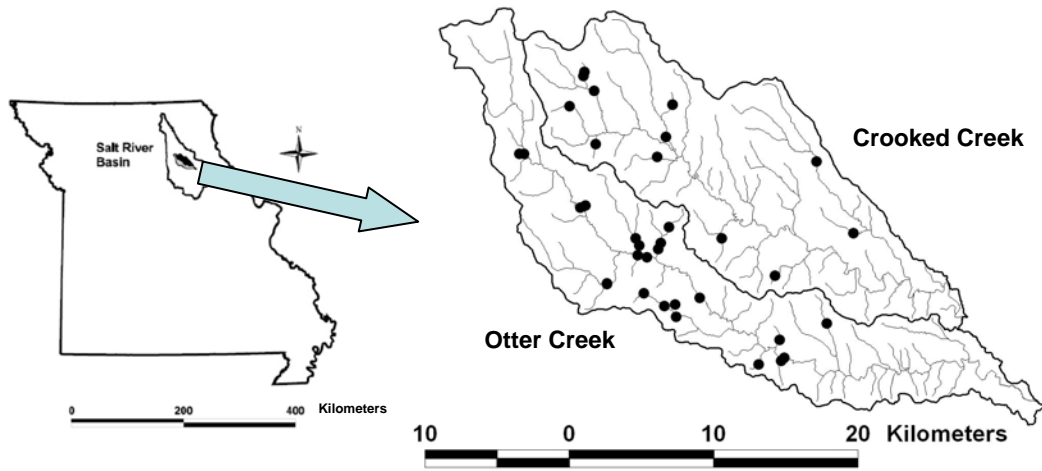 Salt River
Basin
N
Crooked Creek
Otter Creek
0 200 400 Kilometers
10 0 10 20 Kilometers